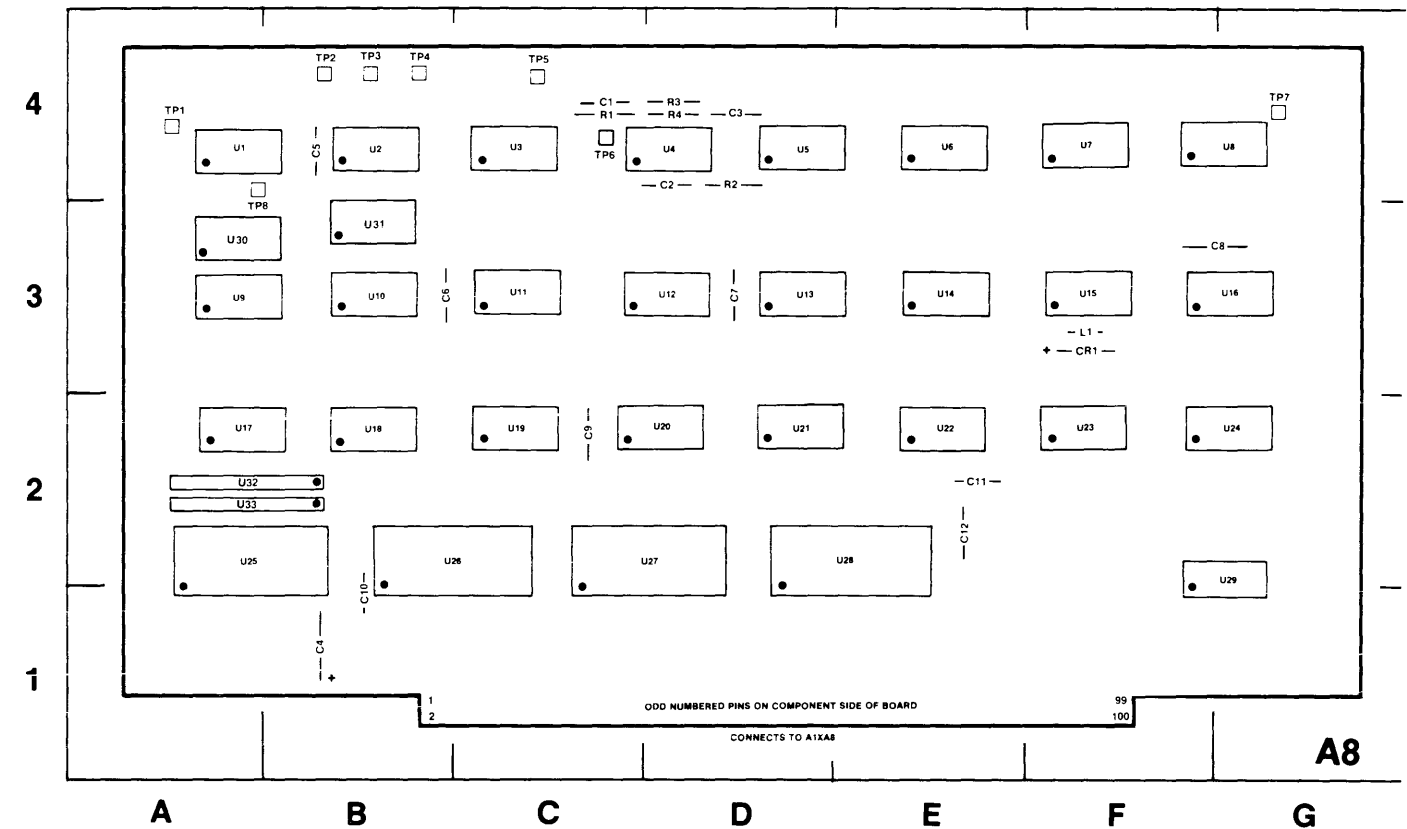 TP2 TP3 TP4 TP5
4 C1 R3 TP7
TP1 R1 R4 C3
U1 C5 U2 U3 TP6 U4 U5 U6 U7 U8
C2 R2
TP8
U30 U31
C8
3 U9 U10 C6 U11 U12 C7 U13 U14 U15 U16
L1
+ CR1
U17 U18 U19 C9 U20 U21 U22 U23 U24
2 U32 C11
U33
C12
U25 U26 U27 U28
C10 U29
C4
1 +
1 ODD NUMBERED PINS ON COMPONENT SIDE OF BOARD 99
2 100
CONNECTS TO A1XA8
A8
A B C D E F G